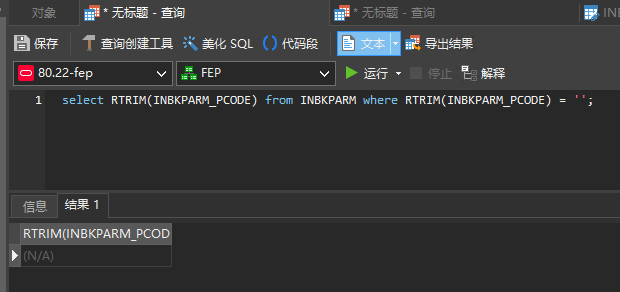 对象
* 无标题 - 查询
* 无标题 - 查询
保存
查询创建工具
美化 SQL
代码段
文本
导出结果
80.22-fep
FEP
运行
停止
解释
1 select RTRIM(INBKPARM_PCODE) from INBKPARM where RTRIM(INBKPARM_PCODE) = '';
信息
结果 1
RTRIM(INBKPARM_PCOD
(N/A)